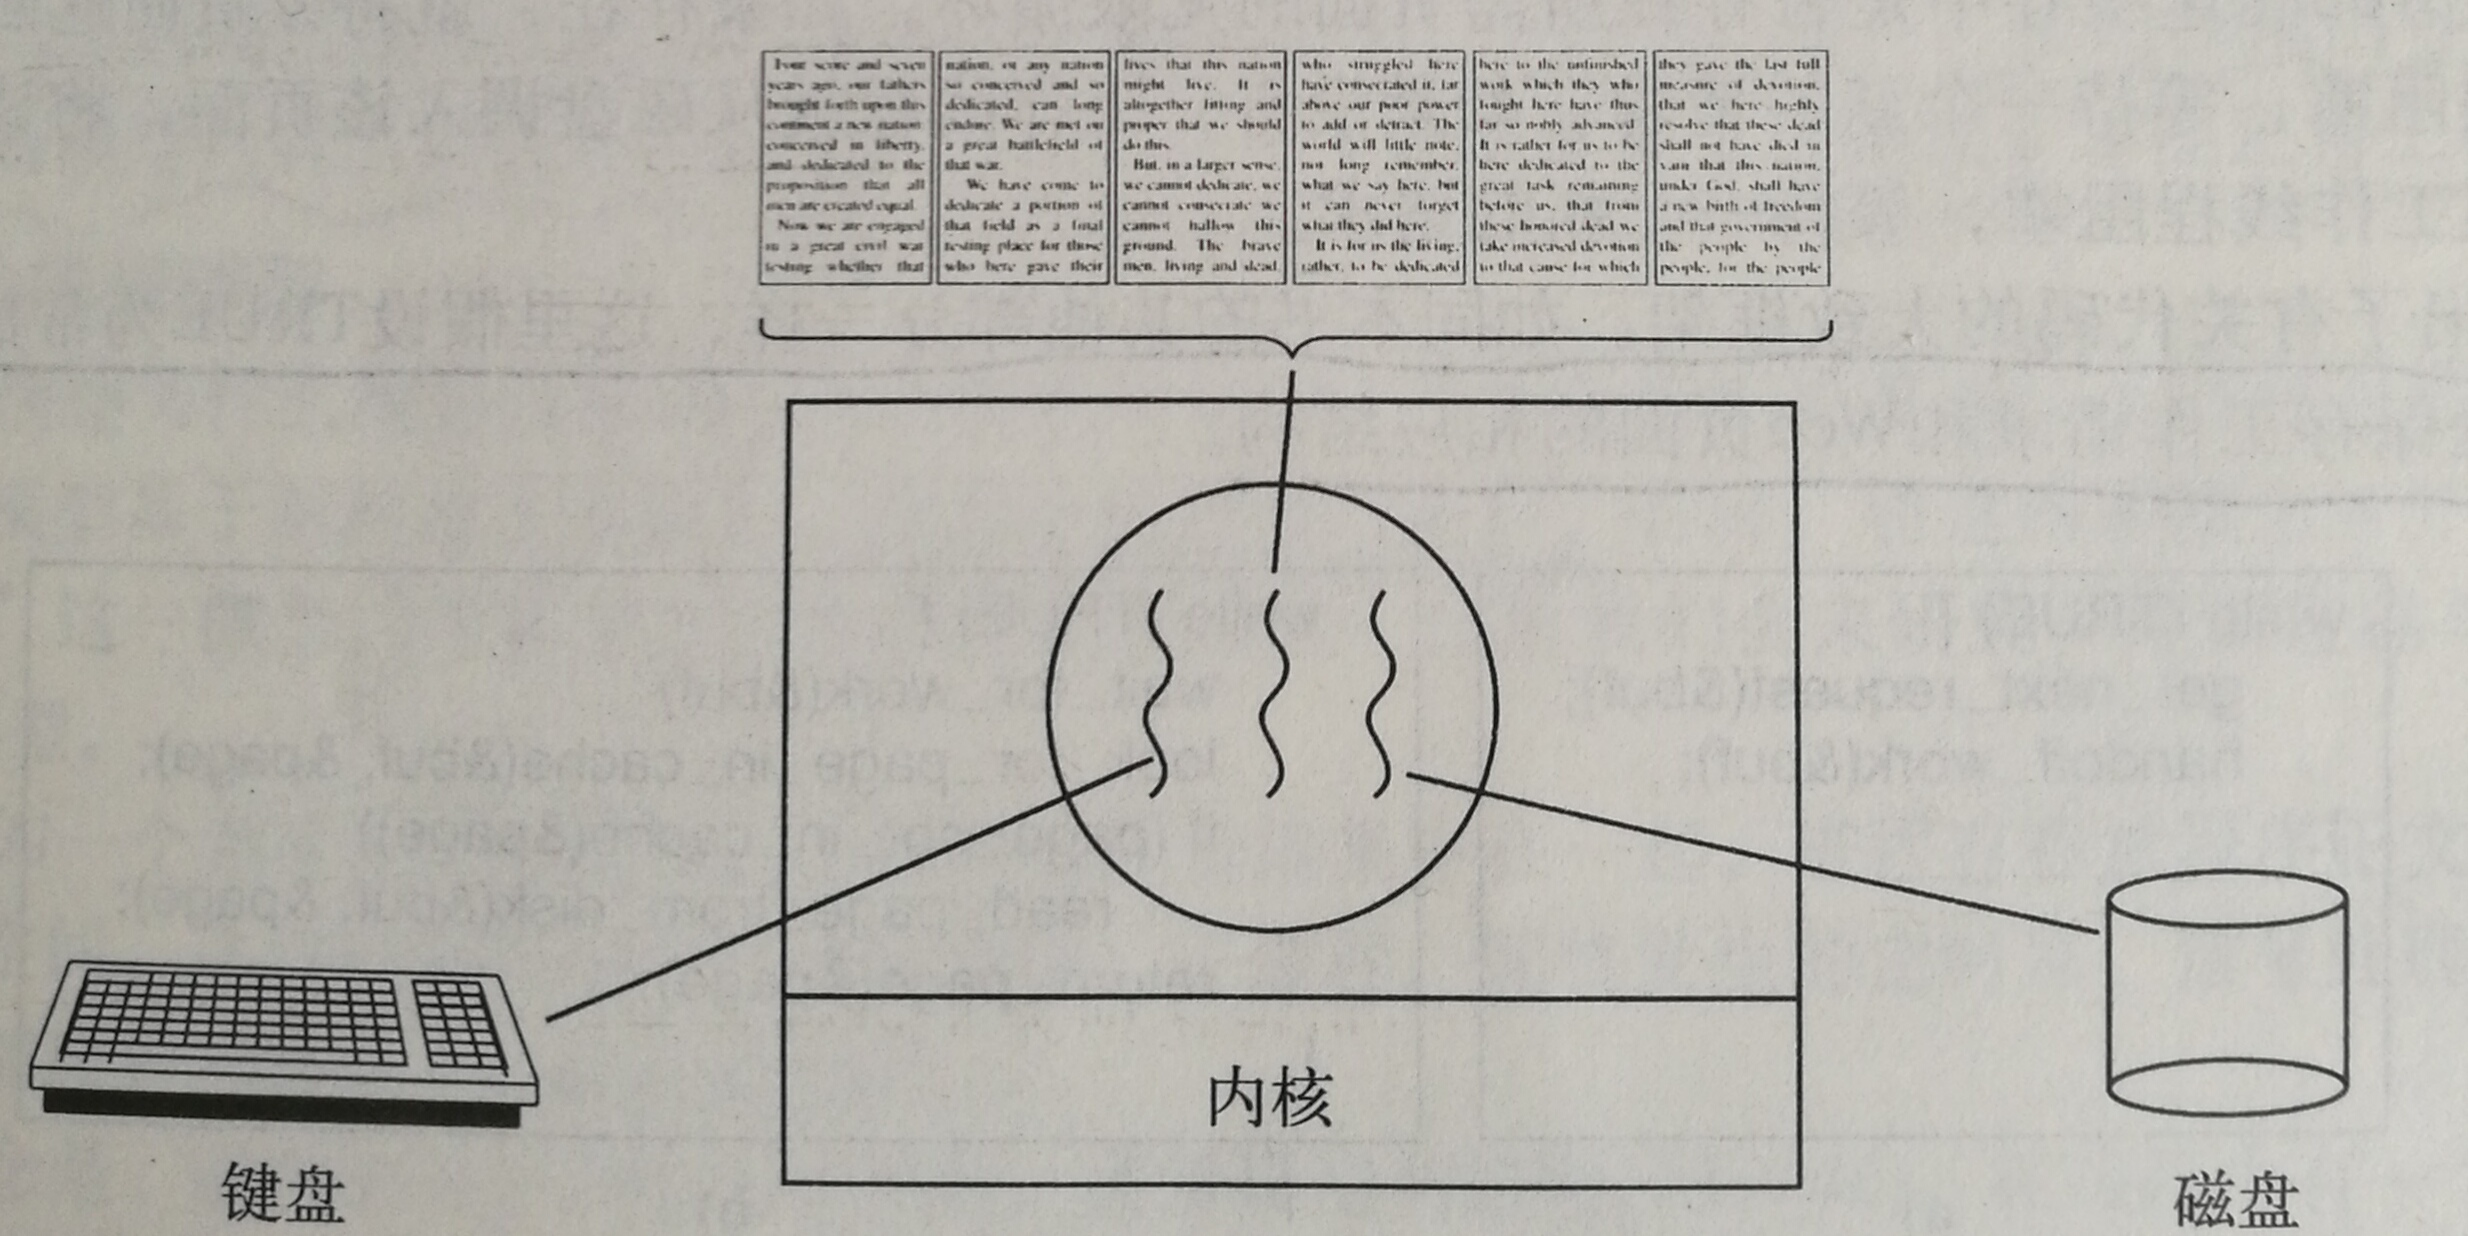 Four score and seven
years ago, our fathers
brought forth upon this
continent a new nation:
conceived in liberty,
and dedicated to the
proposition that all
men are created equal.
Now we are engaged
in a great civil war
testing whether that
nation, or any nation
so conceived and so
dedicated, can long
endure. We are met on
a great battlefield of
that war.
We have come to
dedicate a portion of
that field as a final
resting place for those
who here gave their
lives that this nation
might live. It is
altogether fitting and
proper that we should
do this.
But, in a larger sense,
we cannot dedicate, we
cannot consecrate we
cannot hallow this
ground. The brave
men, living and dead,
who struggled here
have consecrated it, far
above our poor power
to add or detract. The
world will little note,
nor long remember,
what we say here, but
it can never forget
what they did here.
It is for us the living,
rather, to be dedicated
here to the unfinished
work which they who
fought here have thus
far so nobly advanced.
It is rather for us to be
here dedicated to the
great task remaining
before us, that from
these honored dead we
take increased devotion
to that cause for which
they gave the last full
measure of devotion,
that we here highly
resolve that these dead
shall not have died in
vain that this nation,
under God, shall have
a new birth of freedom
and that government of
the people by the
people, for the people
内核
键盘
磁盘